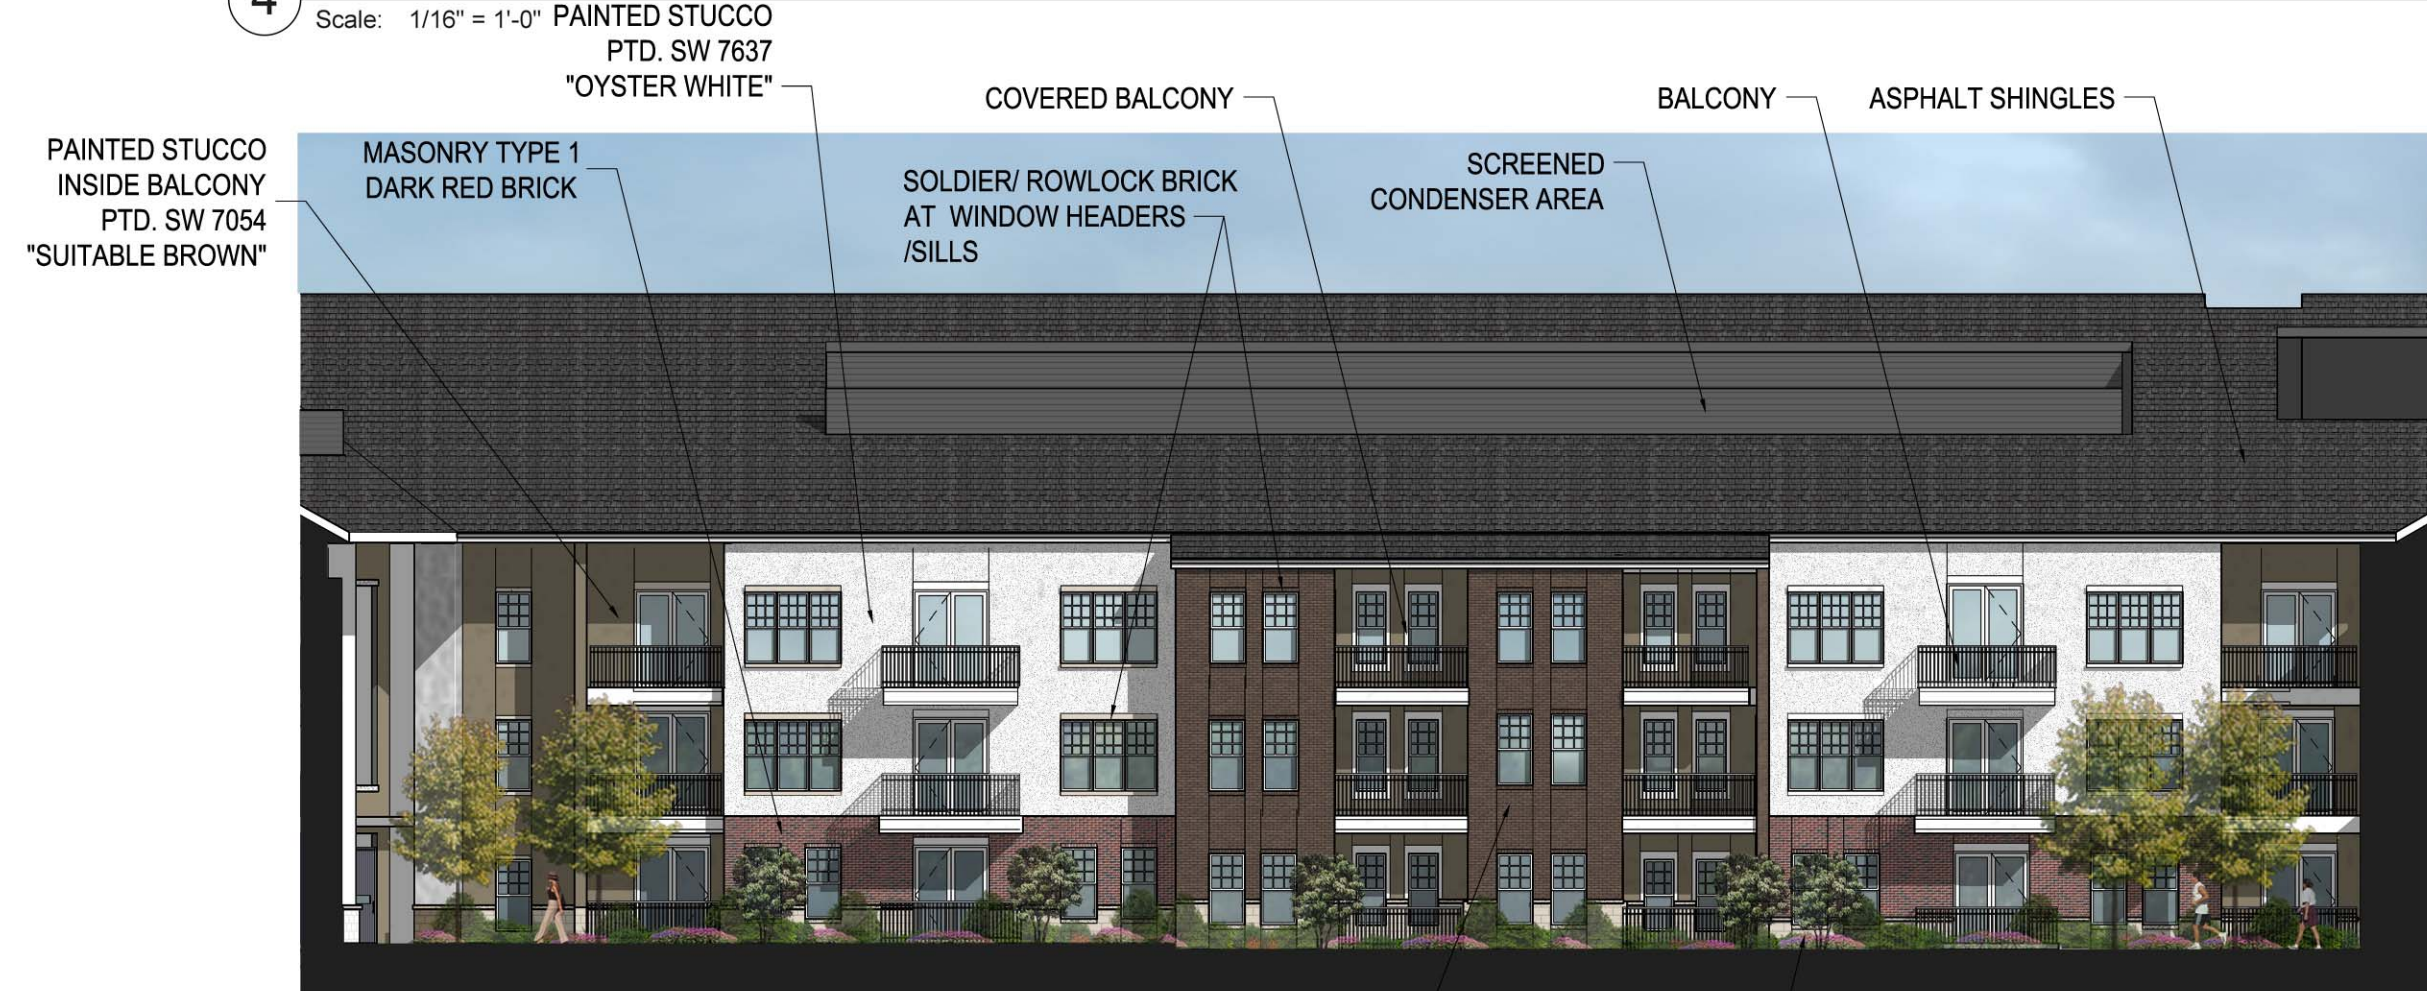 4
Scale: 1/16" = 1'-0"
PAINTED STUCCO
PTD. SW 7637
"OYSTER WHITE"
COVERED BALCONY
BALCONY
ASPHALT SHINGLES
PAINTED STUCCO
INSIDE BALCONY
PTD. SW 7054
"SUITABLE BROWN"
MASONRY TYPE 1
DARK RED BRICK
SOLDIER/ ROWLOCK BRICK
AT WINDOW HEADERS
/SILLS
SCREENED
CONDENSER AREA